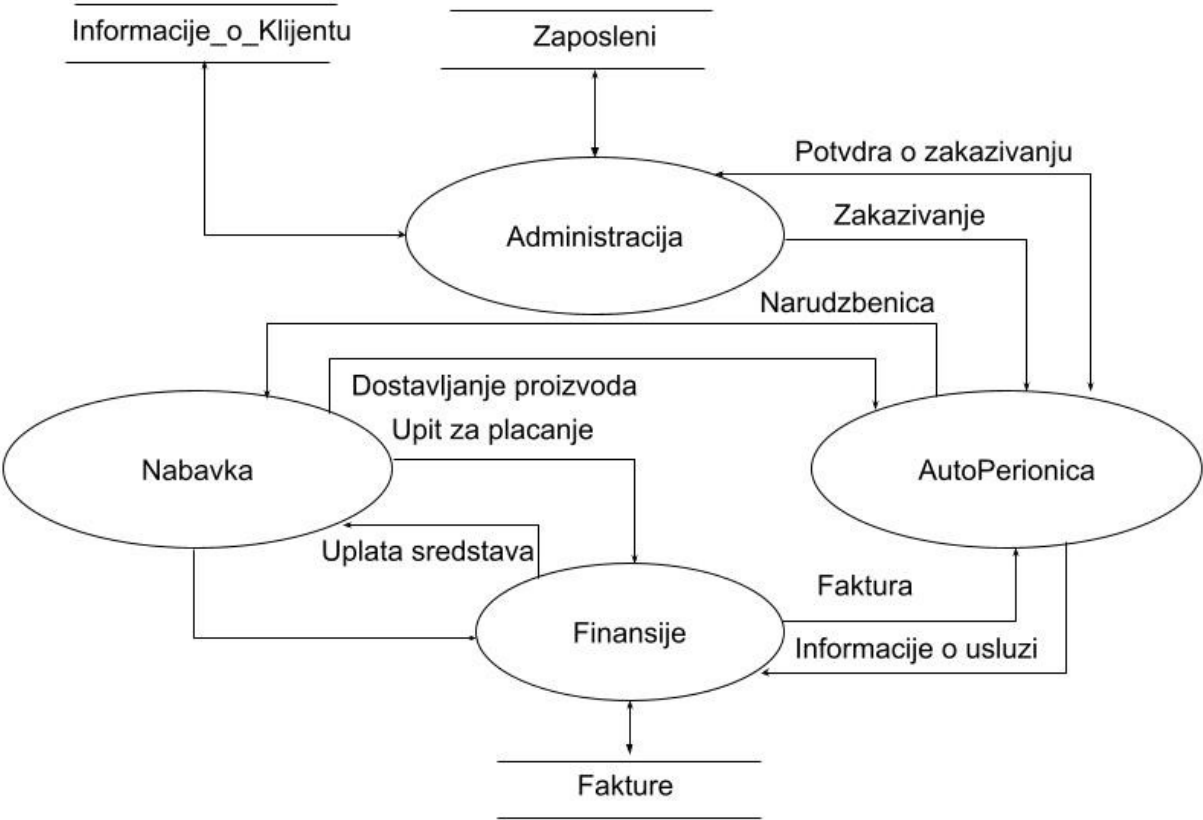 Informacije_o_Klijentu
Zaposleni
Potvdra o zakazivanju
Administracija
Zakazivanje
Narudzbenica
Dostavljanje proizvoda
Upit za placanje
Nabavka
AutoPerionica
Uplata sredstava
Faktura
Finansije
Informacije o usluzi
Fakture